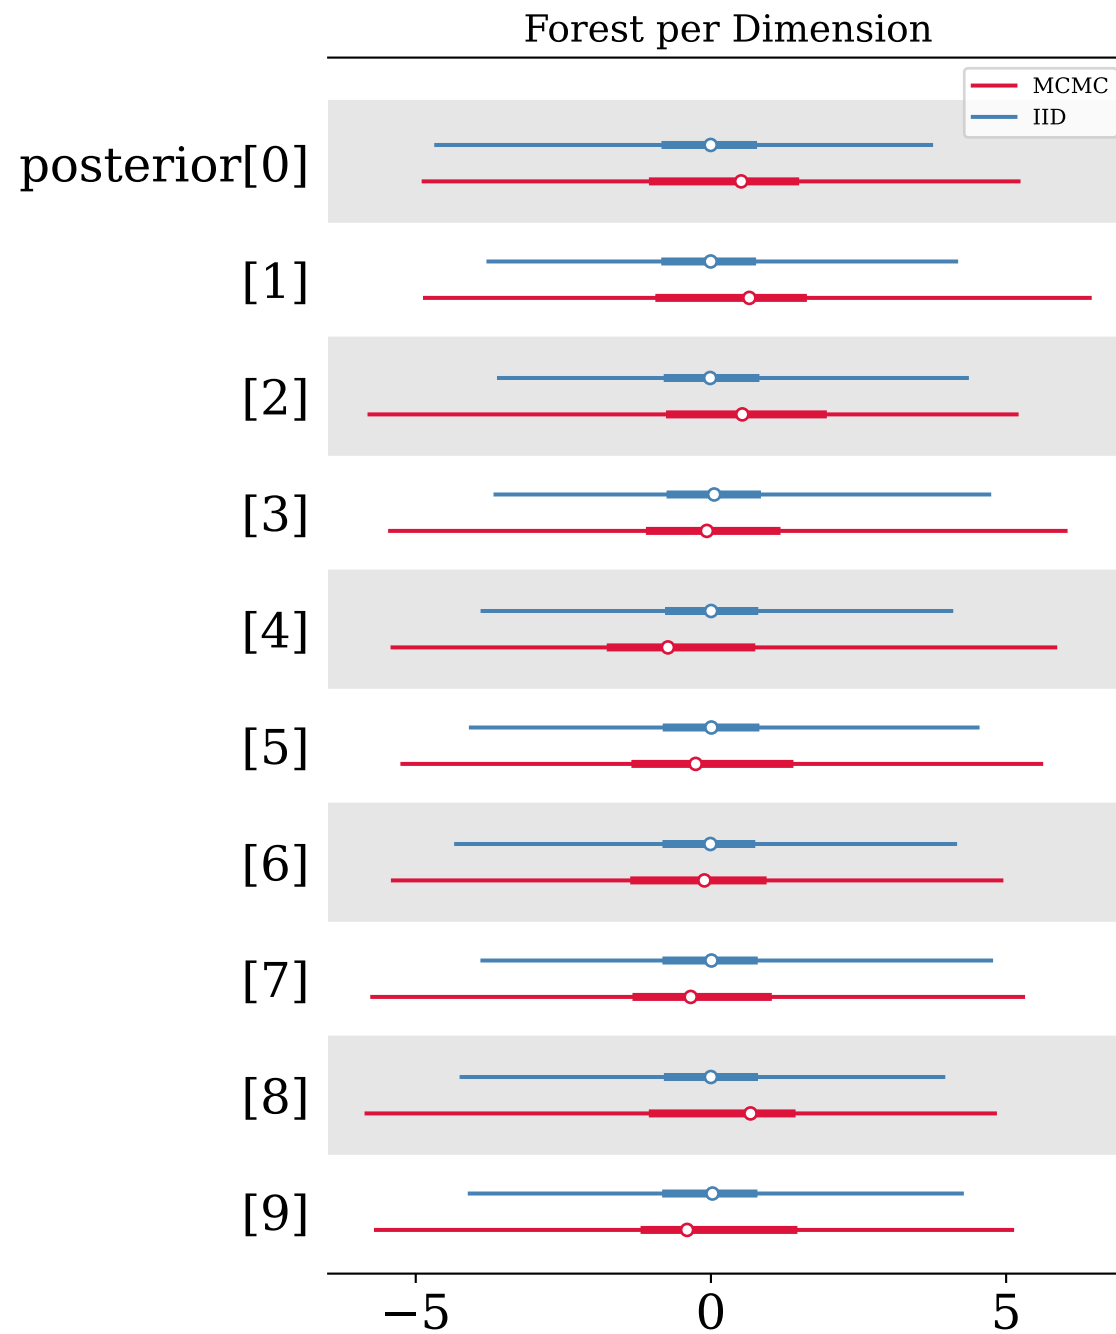 Forest per Dimension
MCMC
IID
posterior[0]
[1]
[2]
[3]
[4]
[5]
[6]
[7]
[8]
[9]
−5 0 5